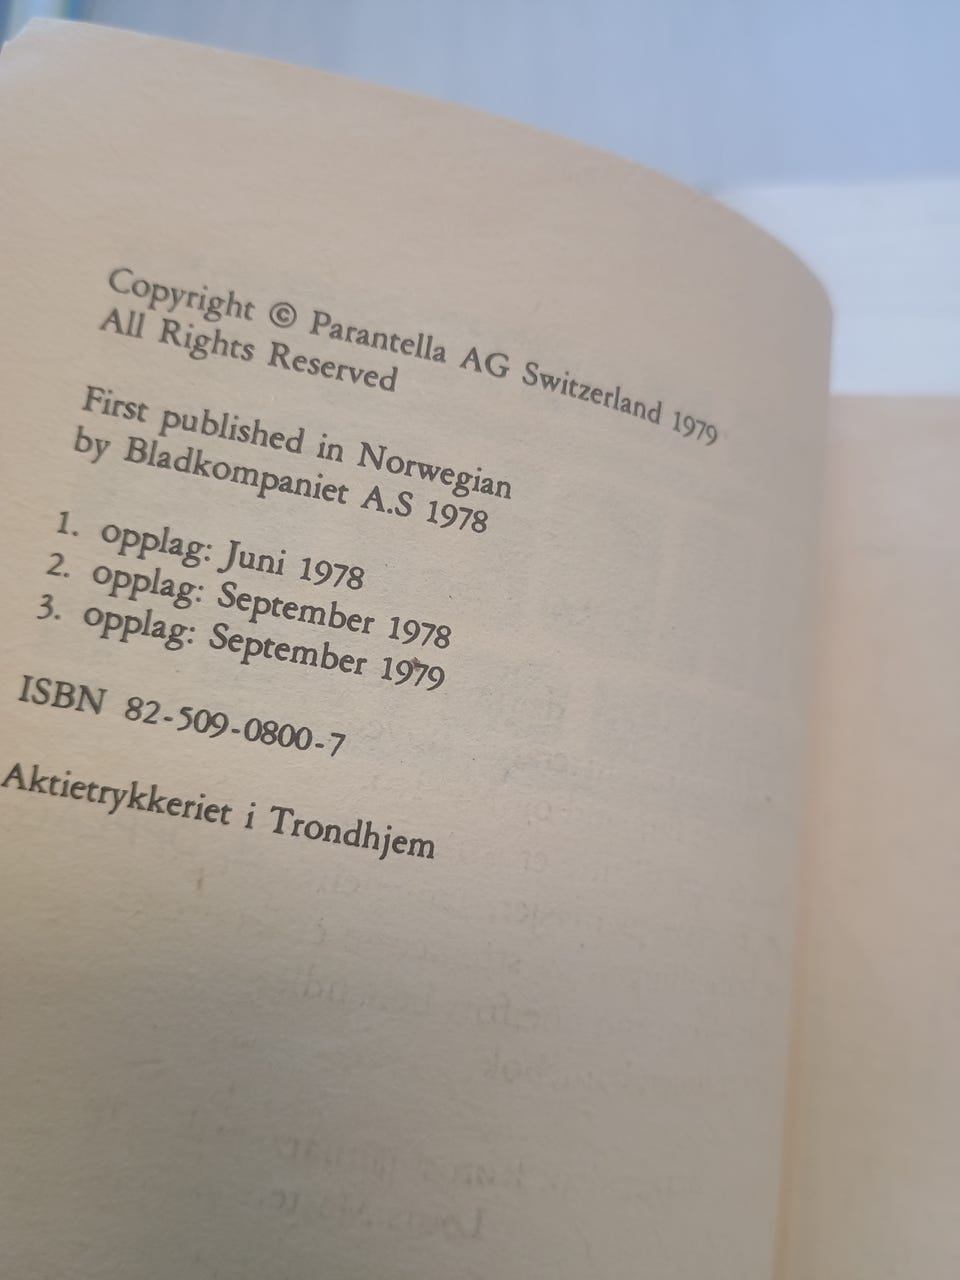 Copyright © Parantella AG Switzerland 1979
All Rights Reserved
First published in Norwegian
by Bladkompaniet A.S 1978
1. opplag: Juni 1978
2. opplag: September 1978
3. opplag: September 1979
ISBN 82-509-0800-7
Aktietrykkeriet i Trondhjem